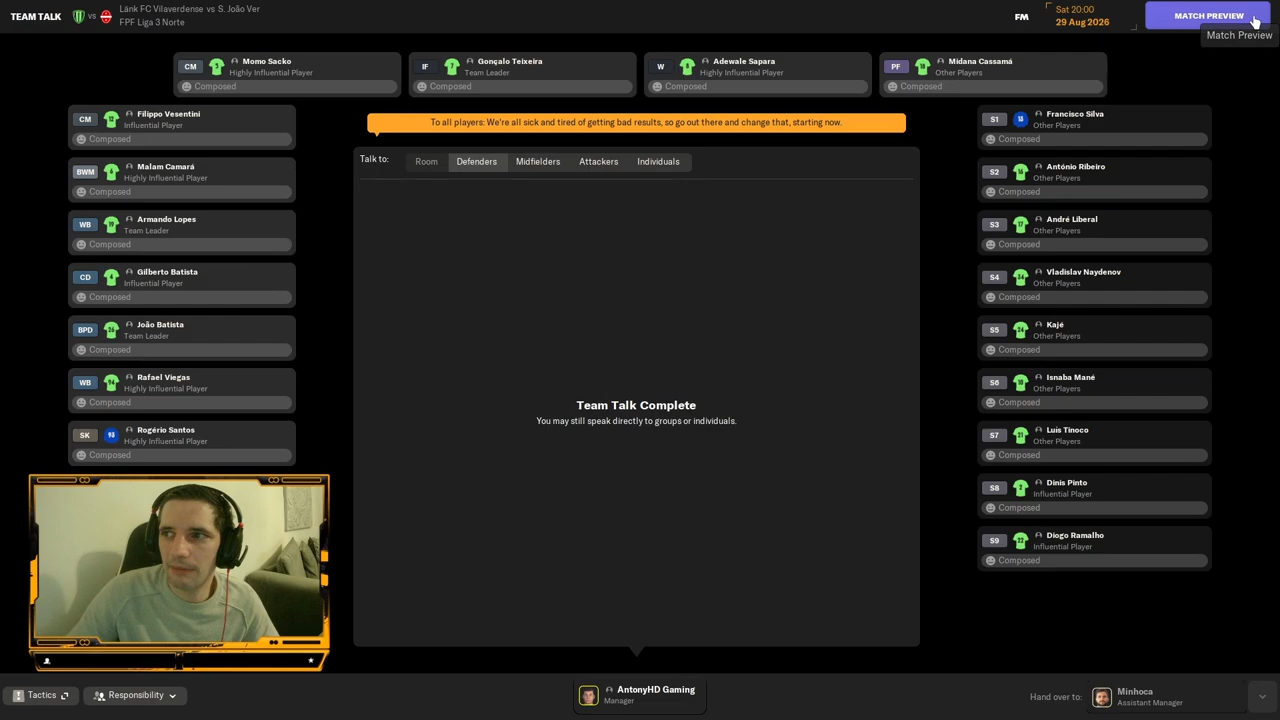 TEAM TALK
vs
Länk FC Vilaverdense vs S. João Ver
FPF Liga 3 Norte
FM
Sat 20:00
29 Aug 2026
MATCH PREVIEW
Match Preview
CM
5
Momo Sacko
Highly Influential Player
Composed
IF
7
Gonçalo Teixeira
Team Leader
Composed
W
Adewale Sapara
Highly Influential Player
Composed
PF
Midana Cassamá
Other Players
Composed
CM
Filippo Vesentini
Influential Player
Composed
BWM
Malam Camará
Highly Influential Player
Composed
WB
Armando Lopes
Team Leader
Composed
CD
Gilberto Batista
Influential Player
Composed
BPD
João Batista
Team Leader
Composed
WB
Rafael Viegas
Highly Influential Player
Composed
SK
93
Rogério Santos
Highly Influential Player
Composed
To all players: We're all sick and tired of getting bad results, so go out there and change that, starting now.
Talk to:
Room
Defenders
Midfielders
Attackers
Individuals
Team Talk Complete
You may still speak directly to groups or individuals.
S1
Francisco Silva
Other Players
Composed
S2
António Ribeiro
Other Players
Composed
S3
André Liberal
Other Players
Composed
S4
Vladislav Naydenov
Other Players
Composed
S5
Kajé
Other Players
Composed
S6
Isnaba Mané
Other Players
Composed
S7
Luís Tinoco
Other Players
Composed
S8
Dinis Pinto
Influential Player
Composed
S9
Diogo Ramalho
Influential Player
Composed
Tactics
Responsibility
AntonyHD Gaming
Manager
Hand over to:
Minhoca
Assistant Manager